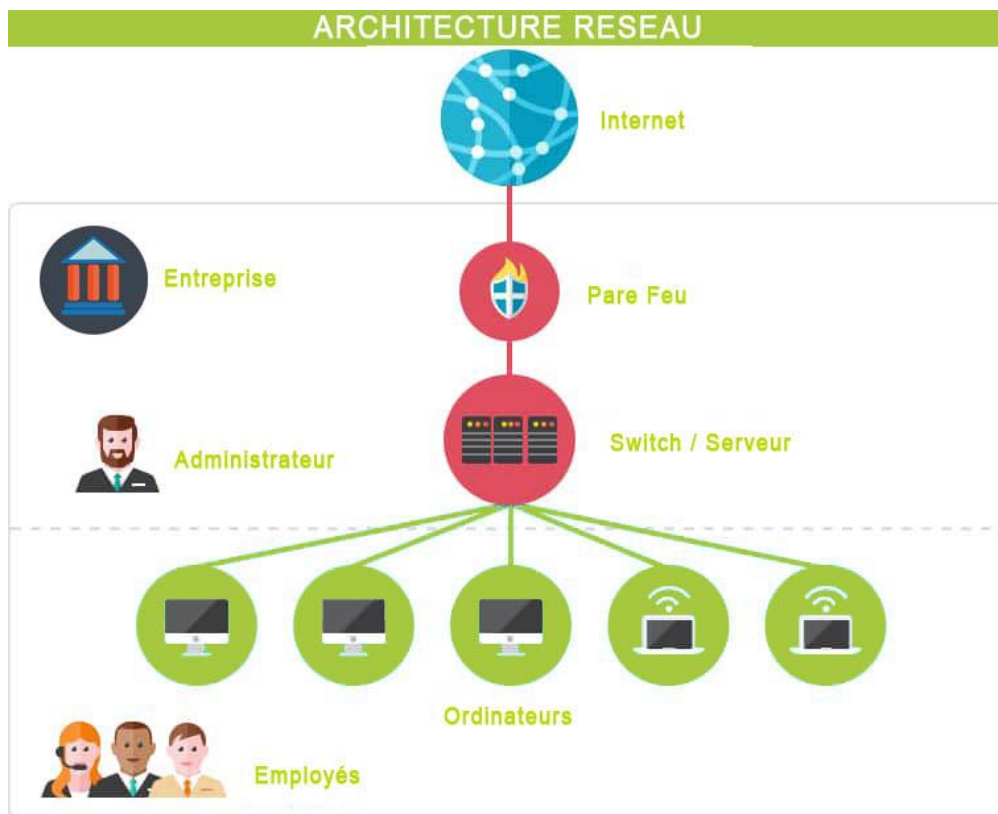 ARCHITECTURE RESEAU
Internet
Entreprise
Pare Feu
Administrateur
Switch / Serveur
Ordinateurs
Employés